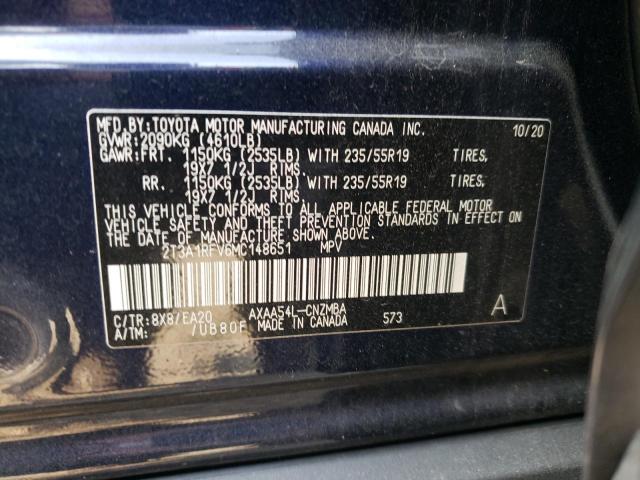 MFD.BY:TOYOTA MOTOR MANUFACTURING CANADA INC. 10/20
GVWR:2090KG (4610LB)
GAWR:FRT. 1150KG (2535LB) WITH 235/55R19 TIRES,
19X7 1/2J RIMS.
RR. 1150KG (2535LB) WITH 235/55R19 TIRES,
19X7 1/2J RIMS.
THIS VEHICLE CONFORMS TO ALL APPLICABLE FEDERAL MOTOR
VEHICLE SAFETY AND THEFT PREVENTION STANDARDS IN EFFECT ON
THE DATE OF MANUFACTURE SHOWN ABOVE.
2T3A1RFV6MC148651 MPV
C/TR:8X8/EA20 AXAA54L-CNZMBA 573 A
A/TM: /UB80F MADE IN CANADA